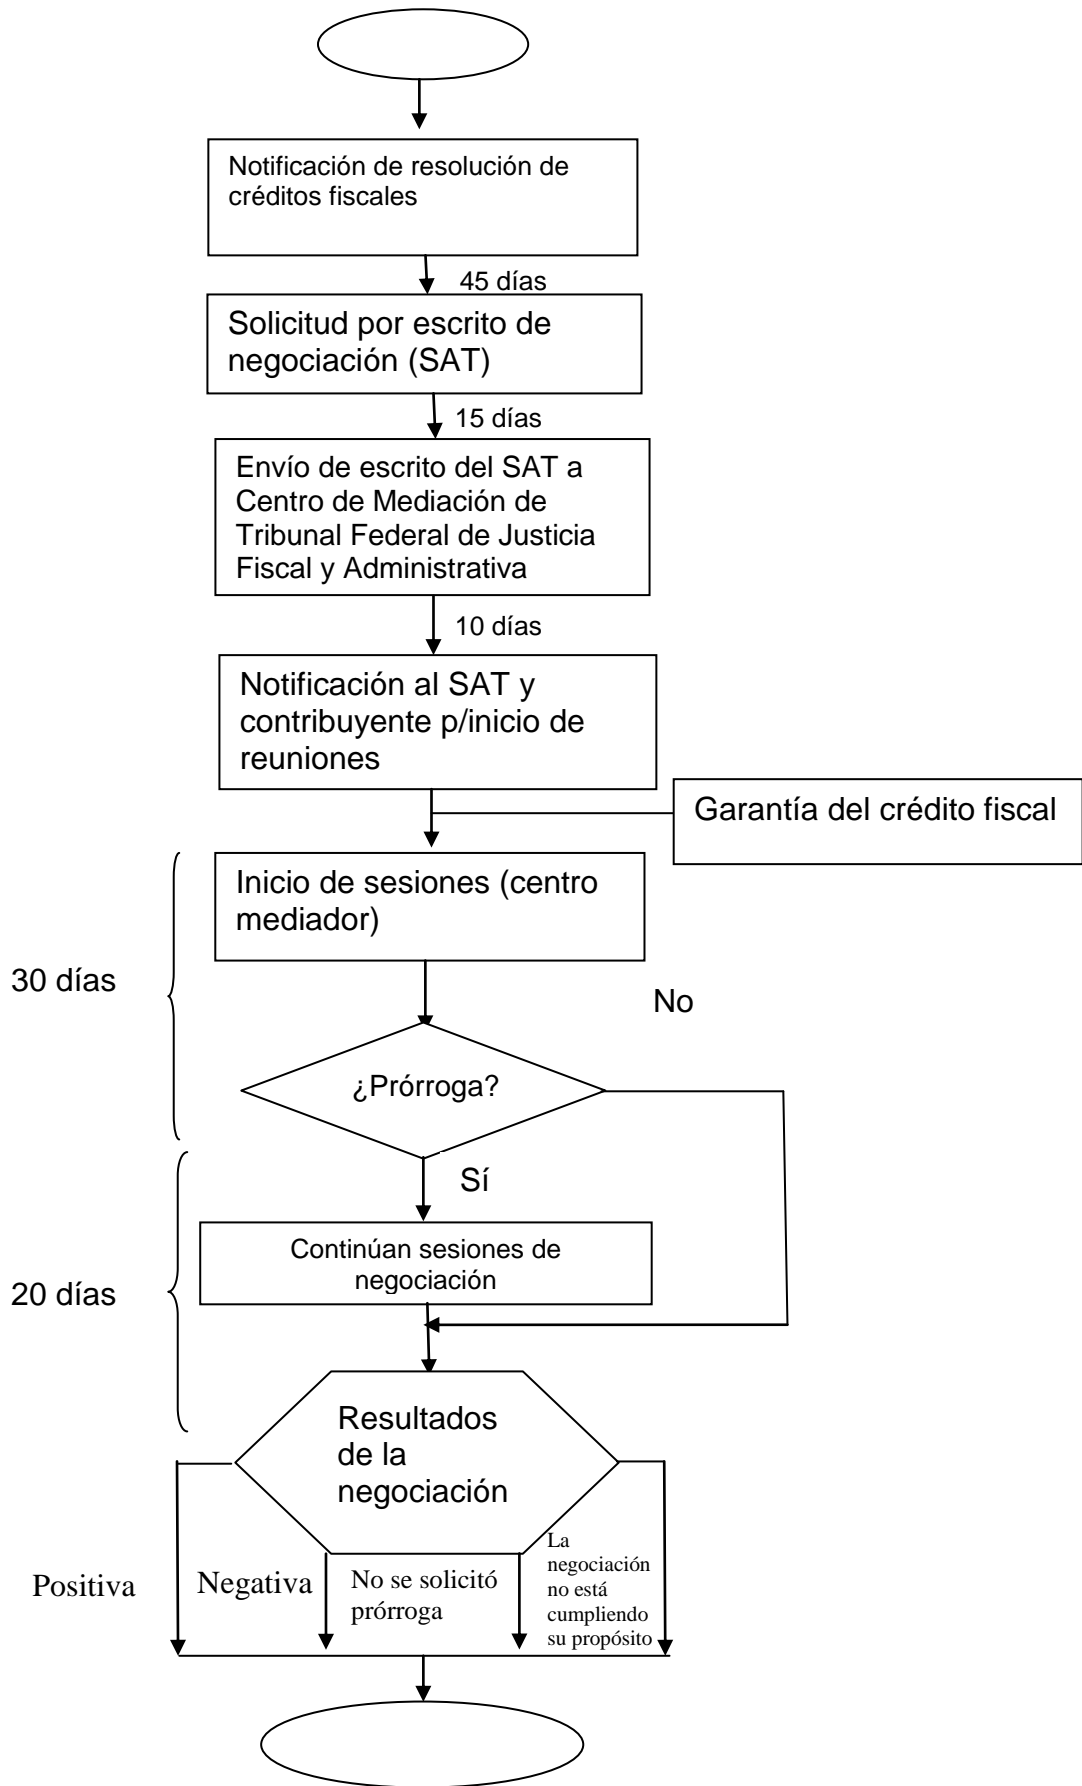 Notificación de resolución de
créditos fiscales
45 días
Solicitud por escrito de
negociación (SAT)
15 días
Envío de escrito del SAT a
Centro de Mediación de
Tribunal Federal de Justicia
Fiscal y Administrativa
10 días
Notificación al SAT y
contribuyente p/inicio de
reuniones
Garantía del crédito fiscal
Inicio de sesiones (centro
mediador)
30 días
No
¿Prórroga?
Sí
Continúan sesiones de
negociación
20 días
Resultados
de la
negociación
Positiva
Negativa
No se solicitó
prórroga
La
negociación
no está
cumpliendo
su propósito